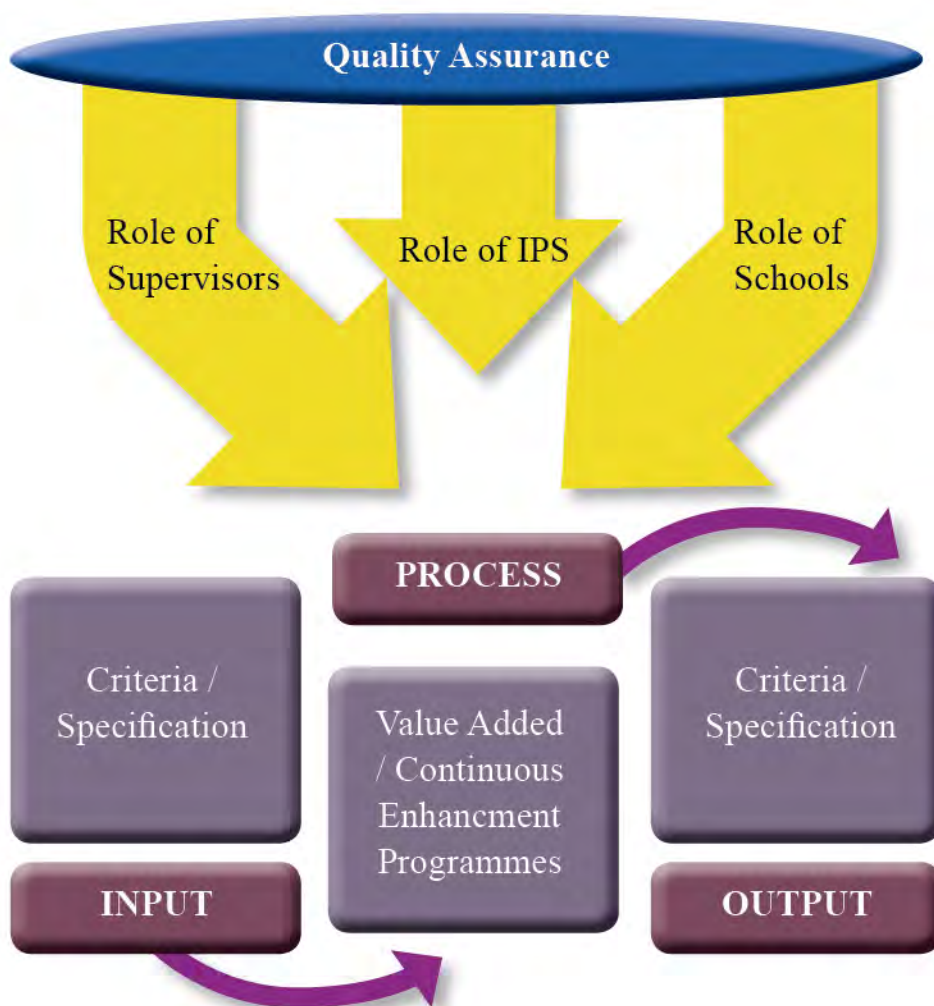 Quality Assurance
Role of
Supervisors
Role of IPS
Role of
Schools
PROCESS
Criteria /
Specification
Value Added
/ Continuous
Enhancment
Programmes
Criteria /
Specification
INPUT
OUTPUT